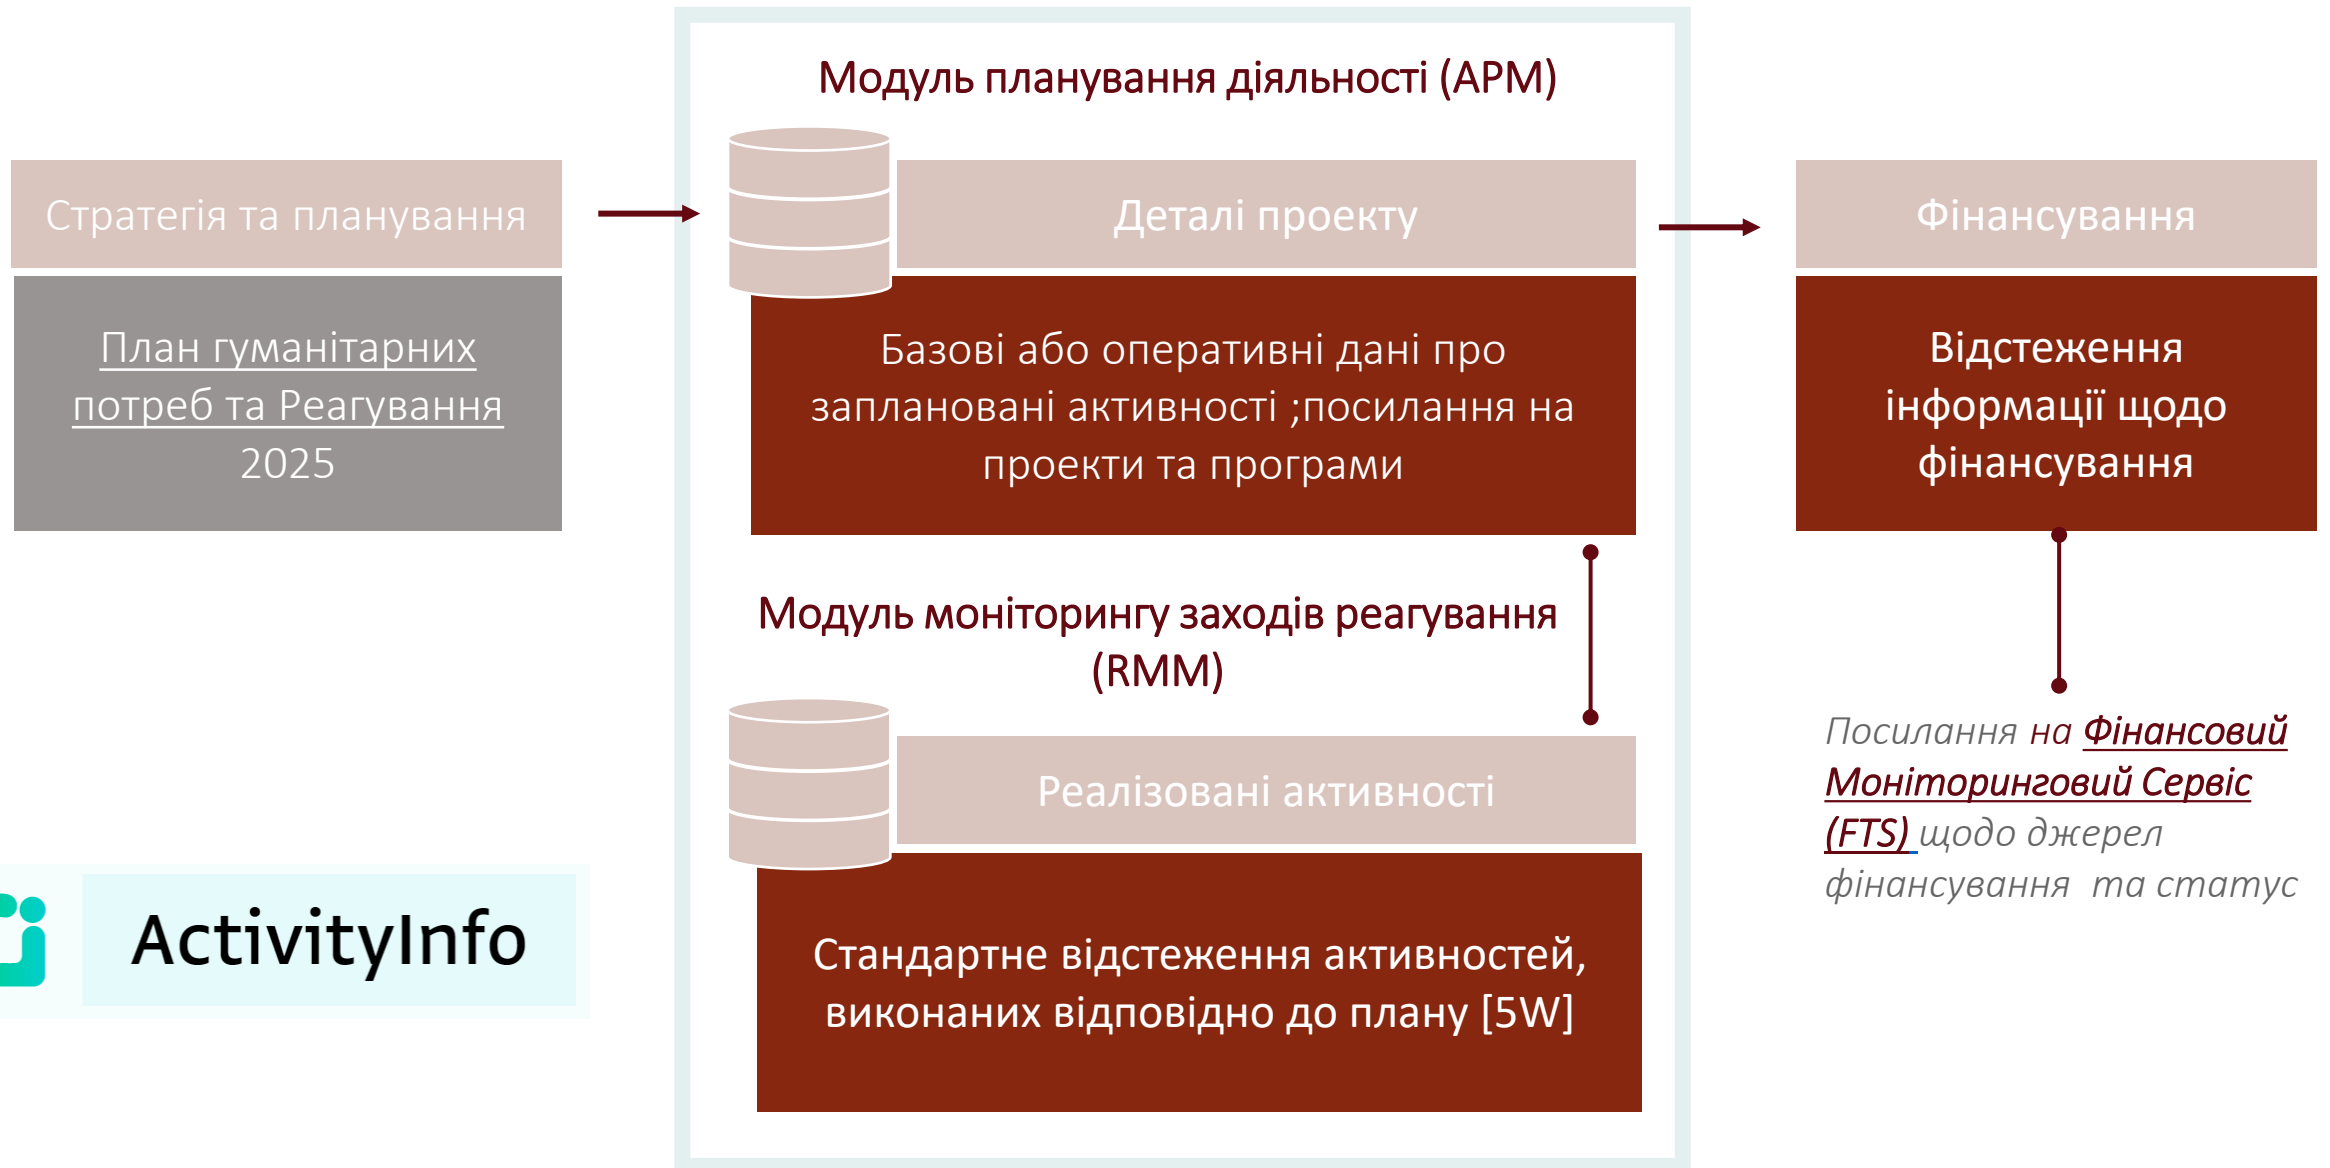 Модуль планування діяльності (APM)
Стратегія та планування
План гуманітарних
потреб та Реагування
2025
Деталі проекту
Базові або оперативні дані про
заплановані активності ;посилання на
проекти та програми
Модуль моніторингу заходів реагування
(RMM)
Реалізовані активності
Стандартне відстеження активностей,
виконаних відповідно до плану [5W]
Фінансування
Відстеження
інформації щодо
фінансування
Посилання на Фінансовий
Моніторинговий Сервіс
(FTS) щодо джерел
фінансування та статус
ActivityInfo